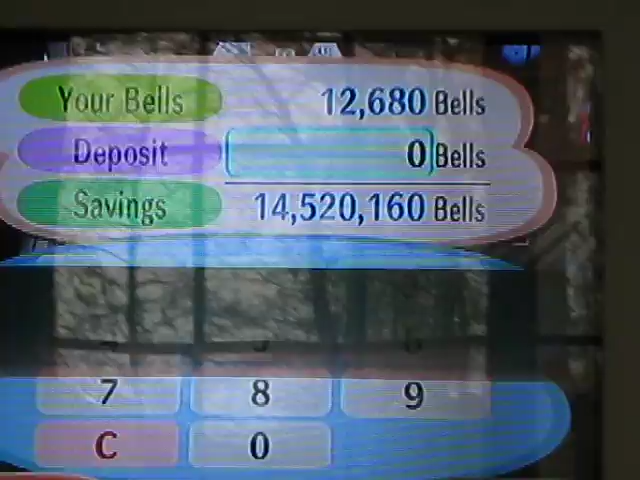 Your Bells 12,680 Bells
Deposit 0 Bells
Savings 14,520,160 Bells
7 8 9
C 0